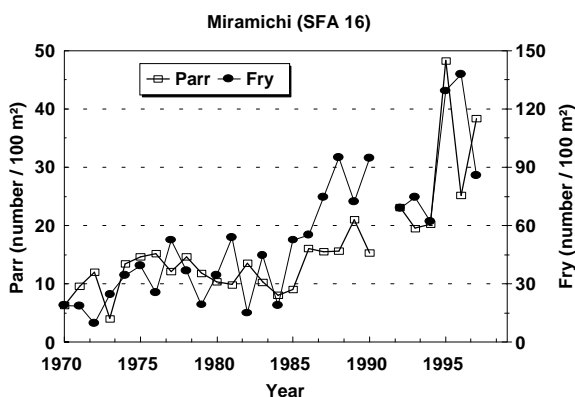 Miramichi (SFA 16)
Parr (number / 100 m²)
Fry (number / 100 m²)
50
40
30
20
10
0
Parr
Fry
150
120
90
60
30
0
1970 1975 1980 1985 1990 1995
Year